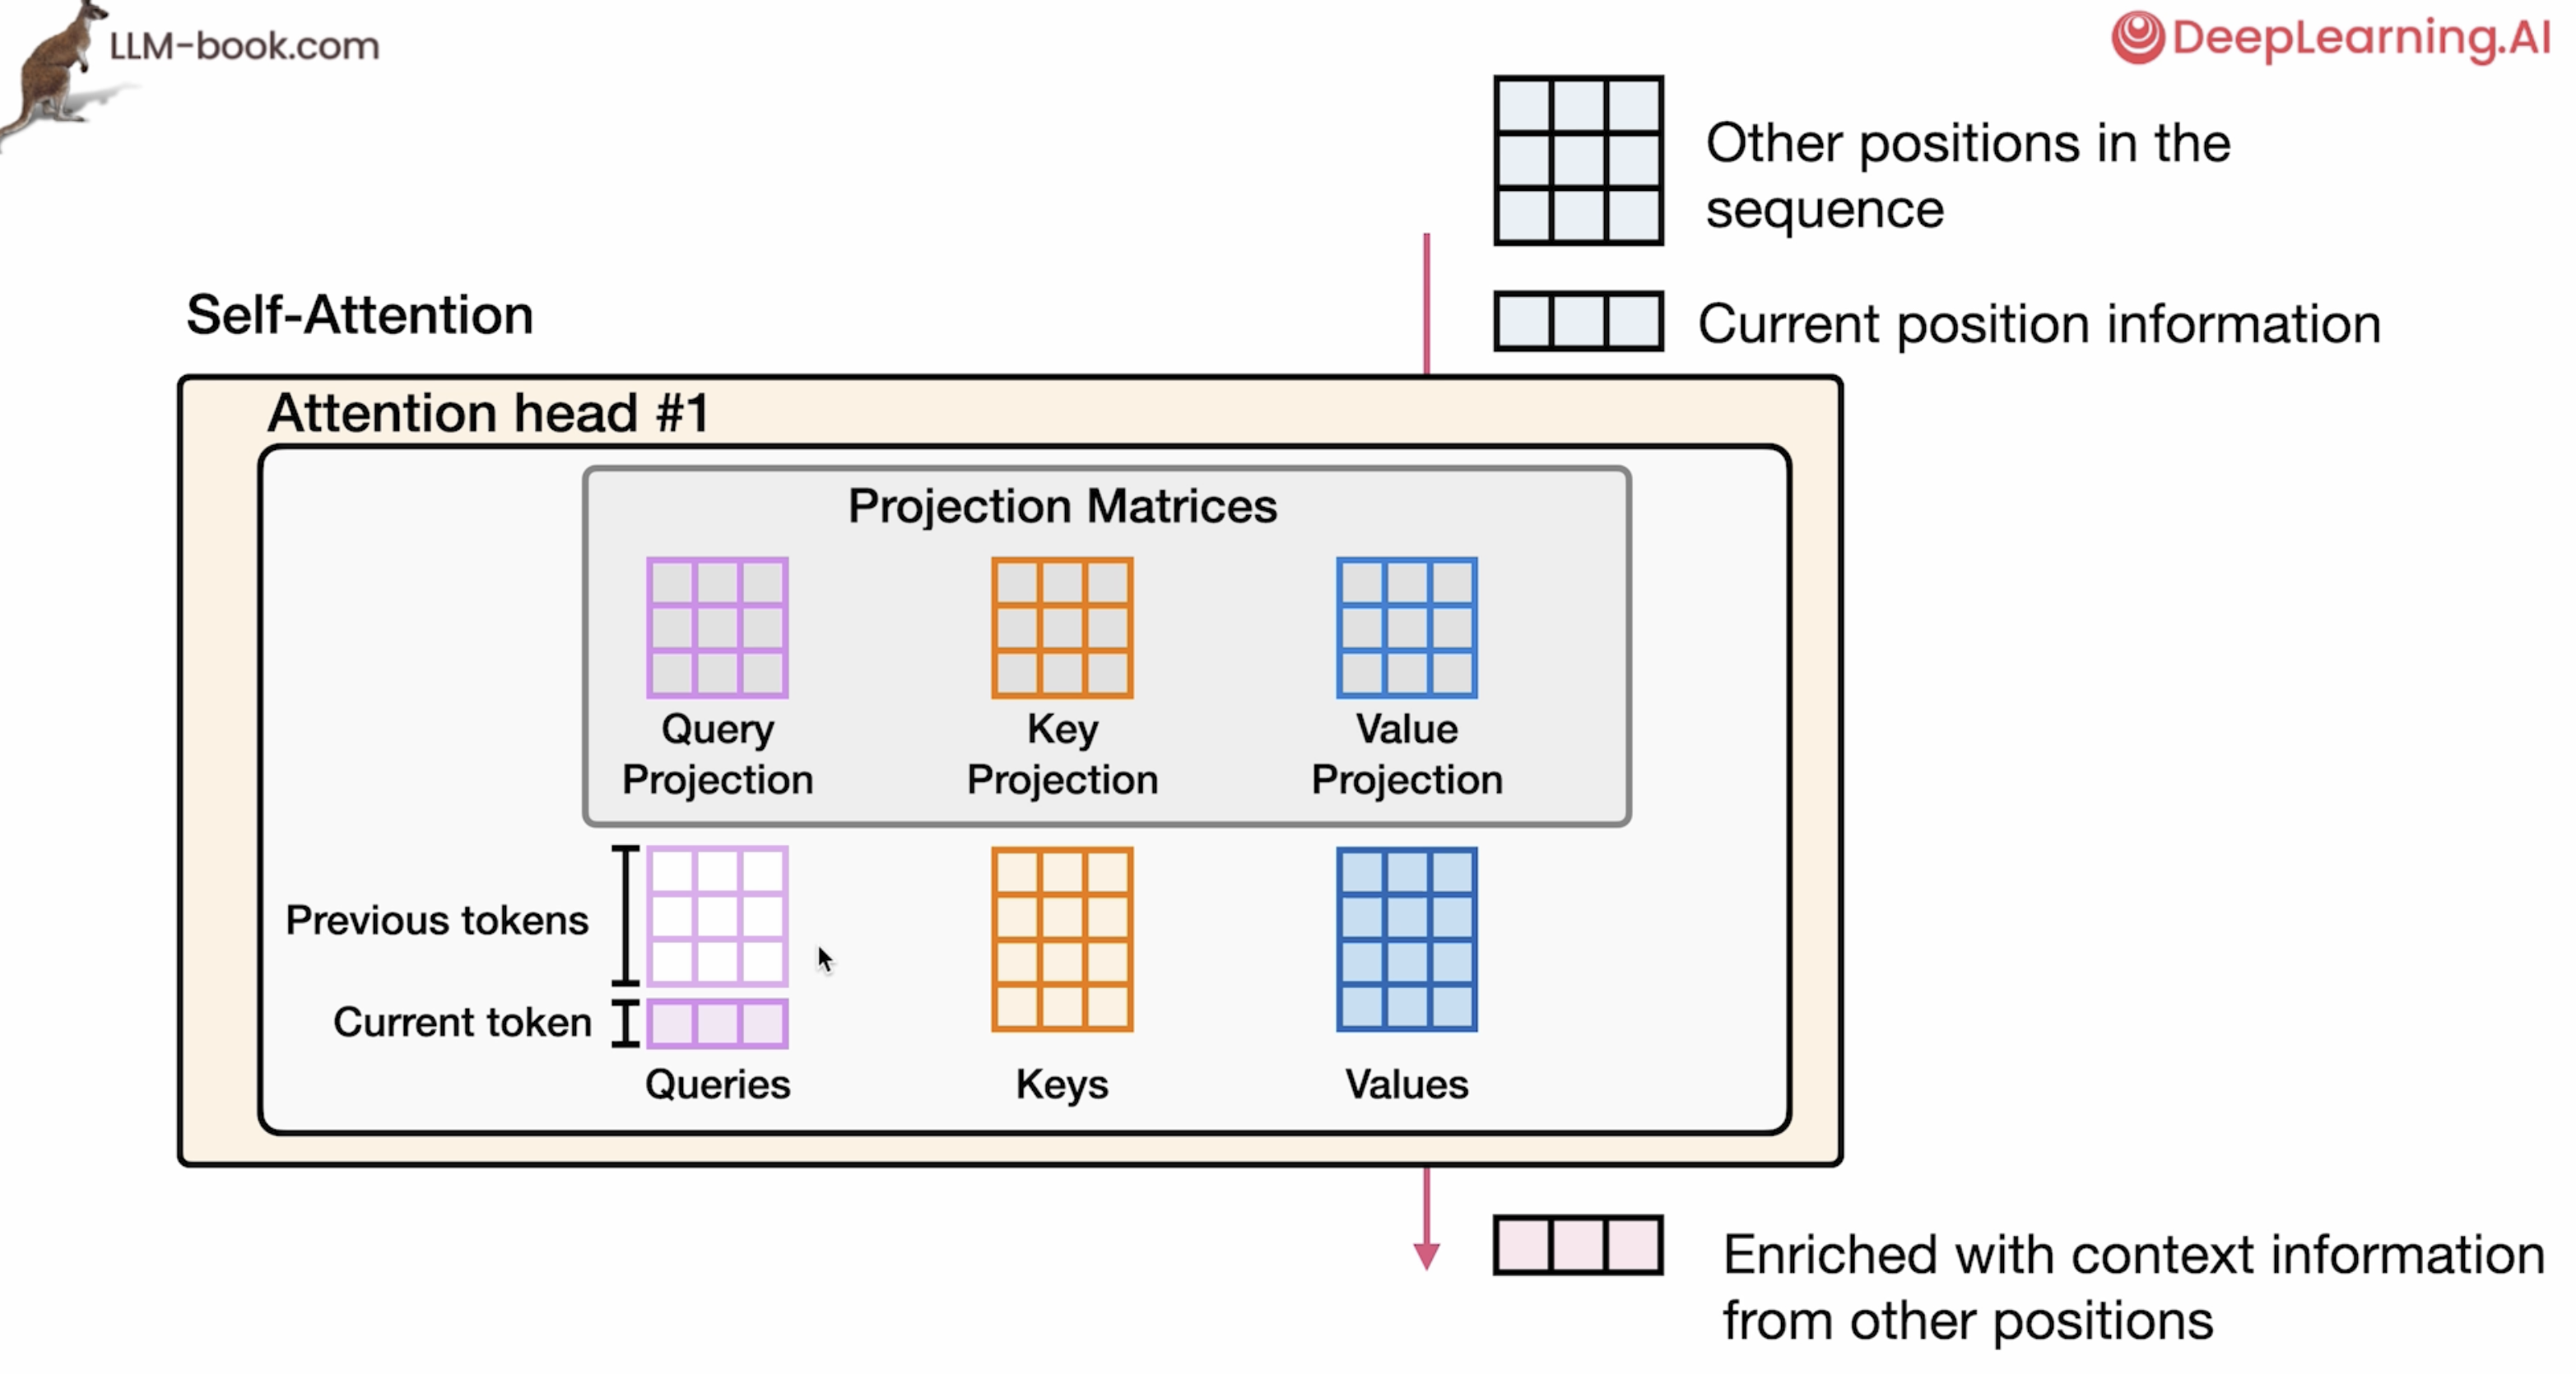 LLM-book.com
DeepLearning.AI
Other positions in the
sequence
Current position information
Self-Attention
Attention head #1
Projection Matrices
Query
Projection
Key
Projection
Value
Projection
Previous tokens
Current token
Queries
Keys
Values
Enriched with context information
from other positions